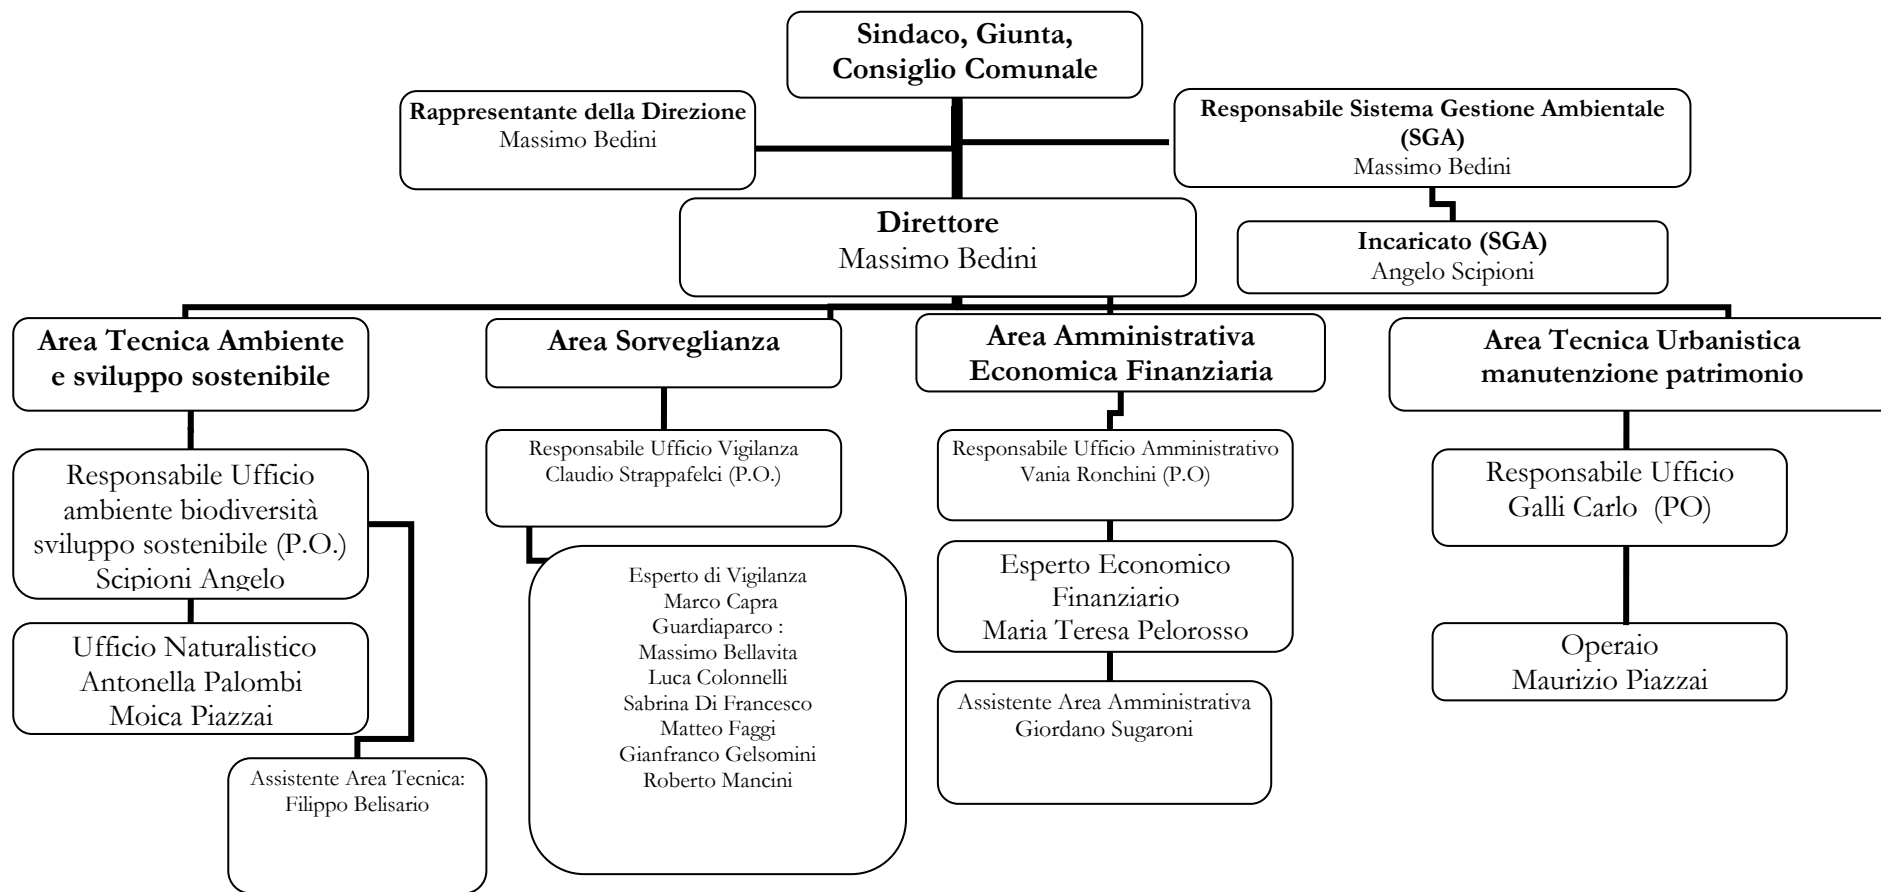 Sindaco, Giunta,
Consiglio Comunale
Rappresentante della Direzione
Massimo Bedini
Responsabile Sistema Gestione Ambientale
(SGA)
Massimo Bedini
Direttore
Massimo Bedini
Incaricato (SGA)
Angelo Scipioni
Area Tecnica Ambiente
e sviluppo sostenibile
Area Sorveglianza
Area Amministrativa
Economica Finanziaria
Area Tecnica Urbanistica
manutenzione patrimonio
Responsabile Ufficio
ambiente biodiversità
sviluppo sostenibile (P.O.)
Scipioni Angelo
Responsabile Ufficio Vigilanza
Claudio Strappafelci (P.O.)
Responsabile Ufficio Amministrativo
Vania Ronchini (P.O)
Responsabile Ufficio
Galli Carlo (PO)
Ufficio Naturalistico
Antonella Palombi
Moica Piazzai
Esperto di Vigilanza
Marco Capra
Guardiaparco :
Massimo Bellavita
Luca Colonnelli
Sabrina Di Francesco
Matteo Faggi
Gianfranco Gelsomini
Roberto Mancini
Esperto Economico
Finanziario
Maria Teresa Pelorosso
Operaio
Maurizio Piazzai
Assistente Area Tecnica:
Filippo Belisario
Assistente Area Amministrativa
Giordano Sugaroni